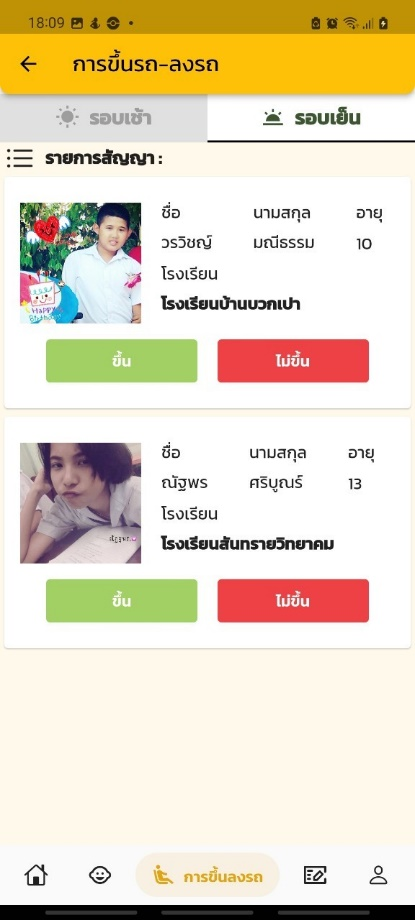 18:09
การขึ้นรถ-ลงรถ
รอบเช้า
รอบเย็น
รายการสัญญา :
ชื่อ นามสกุล อายุ
วรวิชญ์ มณีธรรม 10
โรงเรียน
โรงเรียนบ้านบวกเปา
HAPPY
ขึ้น ไม่ขึ้น
ชื่อ นามสกุล อายุ
ณัฐพร ศริบูณร์ 13
โรงเรียน
โรงเรียนสันทรายวิทยาคม
ขึ้น ไม่ขึ้น
การขึ้นลงรถ